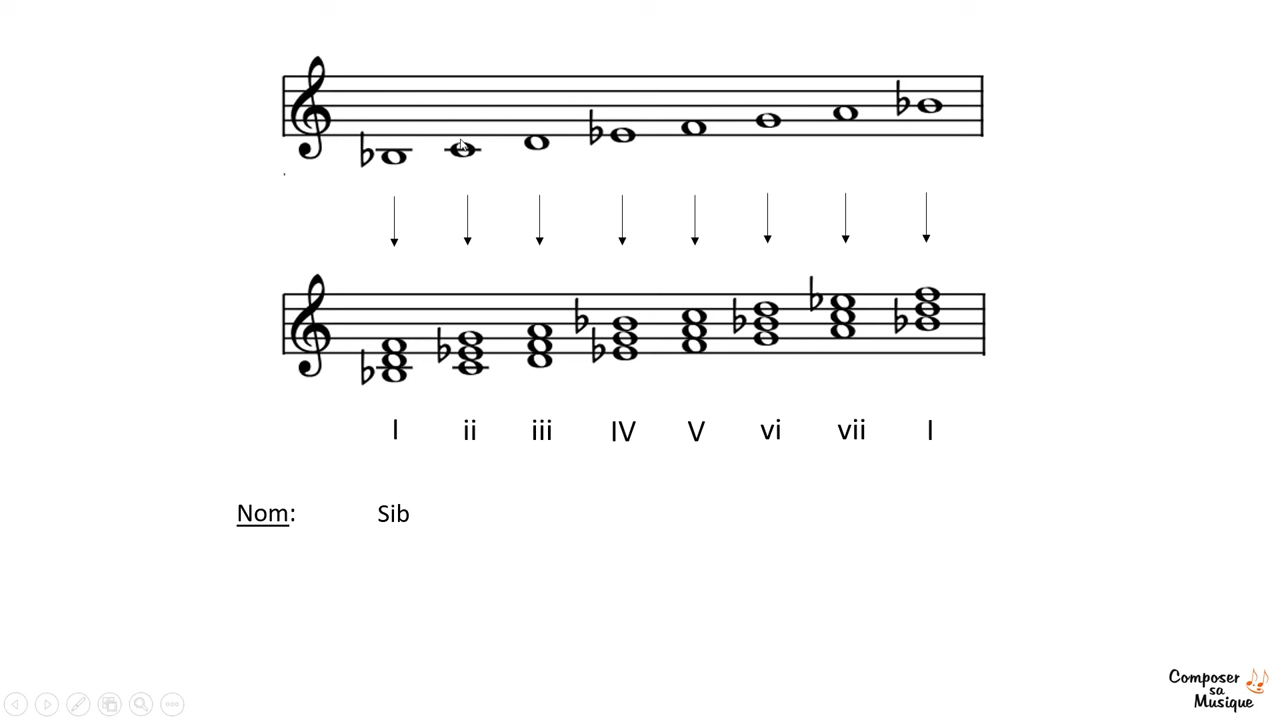 I ii iii IV V vi vii I
Nom: Sib
Composer
sa
Musique